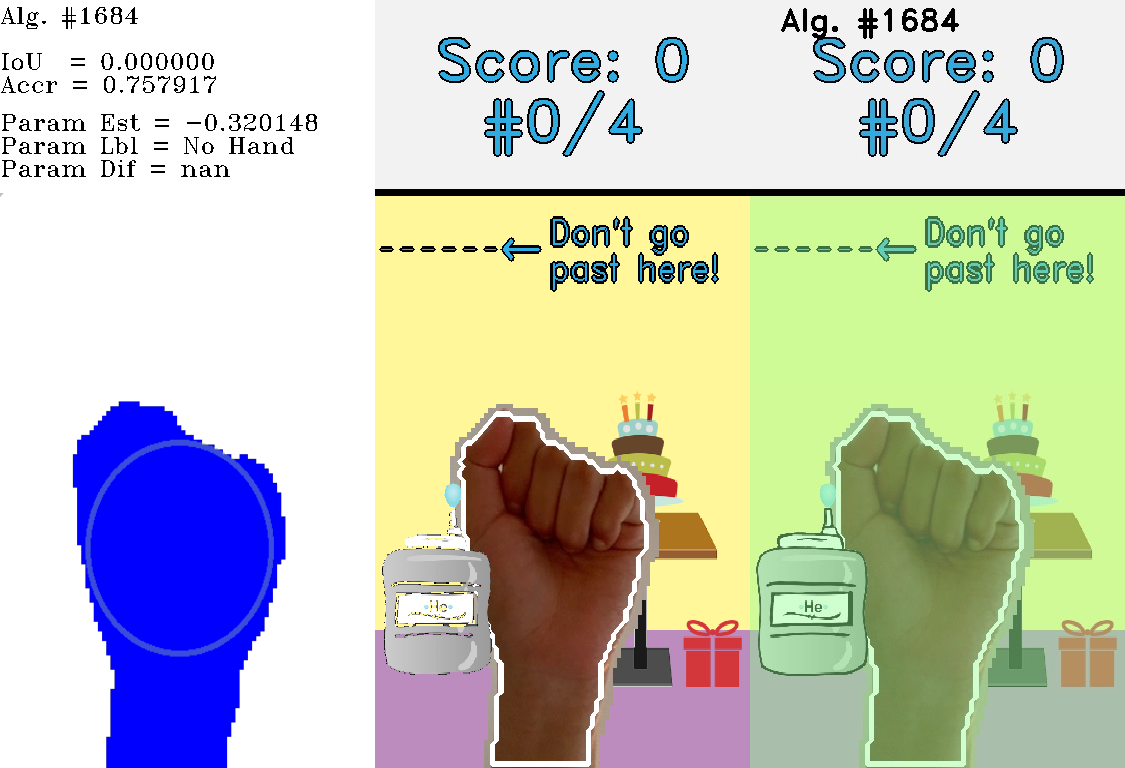 Alg. #1684
IoU = 0.000000
Accr = 0.757917
Param Est = −0.320148
Param Lbl = No Hand
Param Dif = nan
Score: 0
#0/4
Don't go
past here!
He
Alg. #1684
Score: 0
#0/4
Don't go
past here!
He